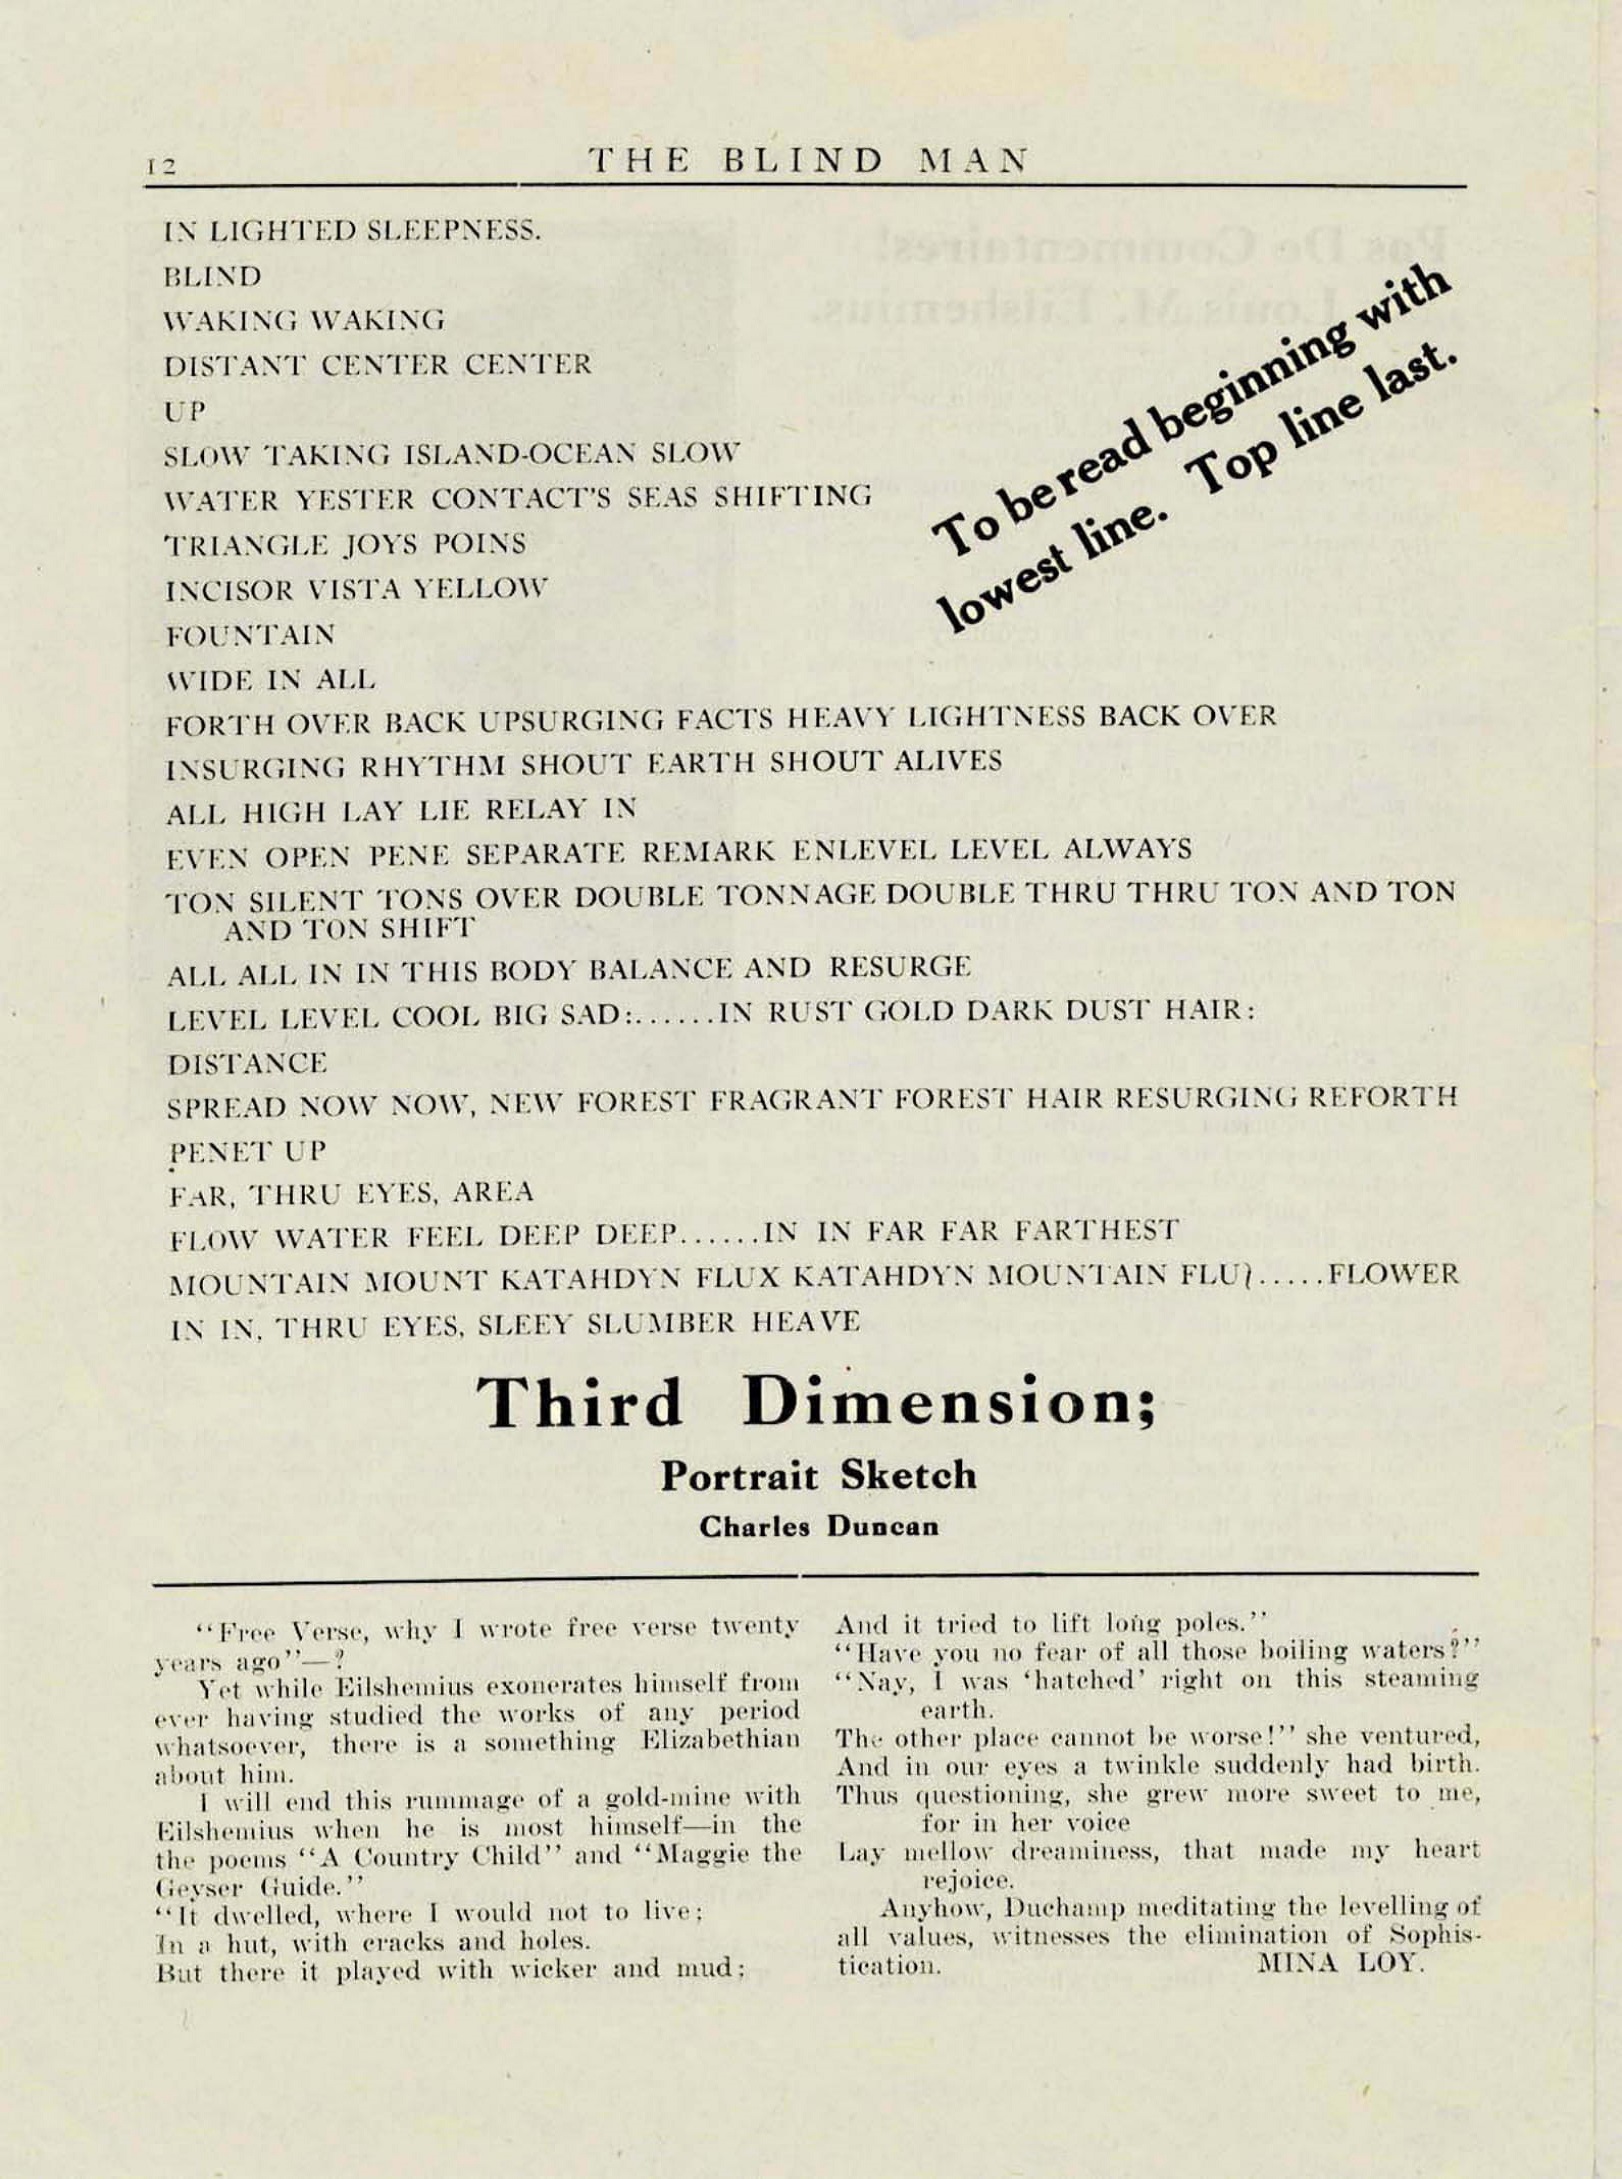 12
THE BLIND MAN
IN LIGHTED SLEEPNESS.
BLIND
WAKING WAKING
DISTANT CENTER CENTER
UP
SLOW TAKING ISLAND-OCEAN SLOW
WATER YESTER CONTACT'S SEAS SHIFTING
TRIANGLE JOYS POINS
INCISOR VISTA YELLOW
FOUNTAIN
WIDE IN ALL
FORTH OVER BACK UPSURGING FACTS HEAVY LIGHTNESS BACK OVER
INSURGING RHYTHM SHOUT EARTH SHOUT ALIVES
ALL HIGH LAY LIE RELAY IN
EVEN OPEN PENE SEPARATE REMARK ENLEVEL LEVEL ALWAYS
TON SILENT TONS OVER DOUBLE TONNAGE DOUBLE THRU THRU TON AND TON
AND TON SHIFT
ALL ALL IN IN THIS BODY BALANCE AND RESURGE
LEVEL LEVEL COOL BIG SAD:......IN RUST GOLD DARK DUST HAIR:
DISTANCE
SPREAD NOW NOW, NEW FOREST FRAGRANT FOREST HAIR RESURGING REFORTH
PENET UP
FAR, THRU EYES, AREA
FLOW WATER FEEL DEEP DEEP......IN IN FAR FAR FARTHEST
MOUNTAIN MOUNT KATAHDYN FLUX KATAHDYN MOUNTAIN .....FLOWER
IN IN, THRU EYES, SLEEY SLUMBER HEAVE
To be read beginning with
lowest line. Top line last.
Third Dimension;
Portrait Sketch
Charles Duncan
"Free Verse, why I wrote free verse twenty
years ago"—?
Yet while Eilshemius exonerates himself from
ever having studied the works of any period
whatsoever, there is a something Elizabethian
about him.
I will end this rummage of a gold-mine with
Eilshemius when he is most himself—in the
the poems "A Country Child" and "Maggie the
Geyser Guide."
"It dwelled, where I would not to live;
In a hut, with cracks and holes.
But there it played with wicker and mud;
And it tried to lift long poles."
"Have you no fear of all those boiling waters?"
"Nay, I was 'hatched' right on this steaming
earth.
The other place cannot be worse!" she ventured,
And in our eyes a twinkle suddenly had birth.
Thus questioning, she grew more sweet to me,
for in her voice
Lay mellow dreaminess, that made my heart
rejoice.
Anyhow, Duchamp meditating the levelling of
all values, witnesses the elimination of Sophis-
tication. MINA LOY.